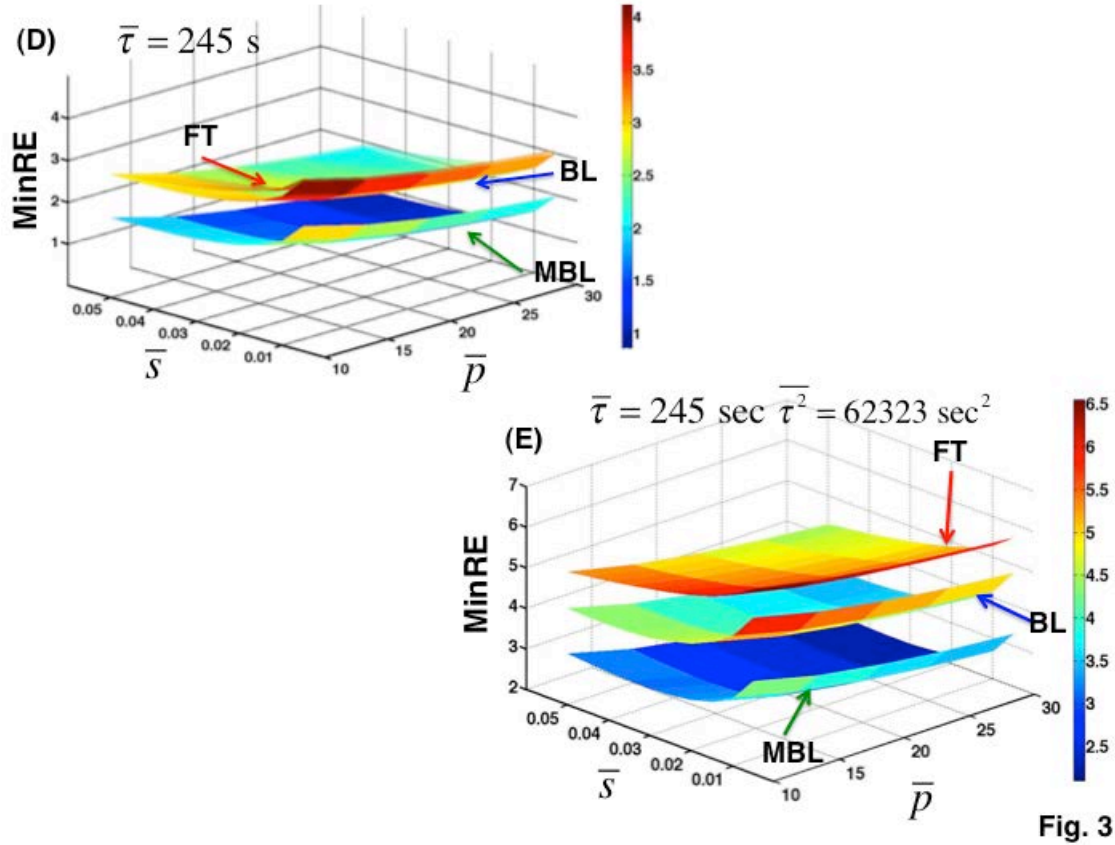 (D)
τ̅ = 245 s
FT
BL
MBL
MinRE
4
3
2
1
0.05
0.04
0.03
0.02
0.01
s̅
10
15
20
25
30
p̅
4
3.5
3
2.5
2
1.5
1
(E)
τ̅ = 245 sec τ²̅ = 62323 sec²
FT
BL
MBL
MinRE
7
6
5
4
3
2
0.05
0.04
0.03
0.02
0.01
s̅
10
15
20
25
30
p̅
6.5
6
5.5
5
4.5
4
3.5
3
2.5
Fig. 3